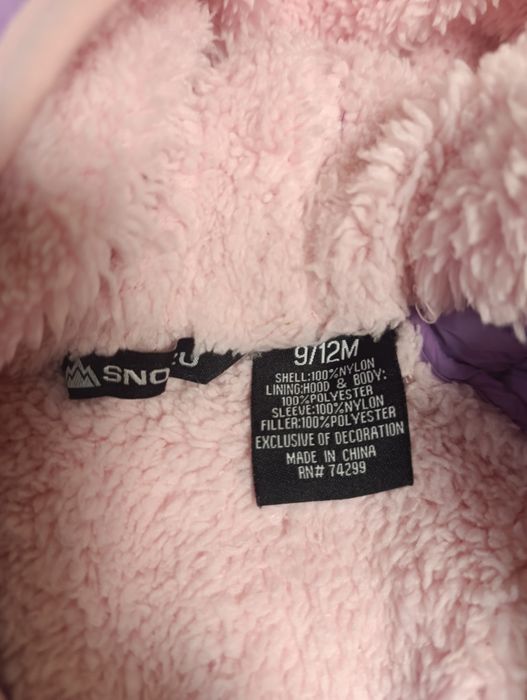 SNO
9/12M
SHELL:100%NYLON
LINING:HOOD & BODY:
100%POLYESTER
SLEEVE:100%NYLON
FILLER:100%POLYESTER
EXCLUSIVE OF DECORATION
MADE IN CHINA
RN# 74299